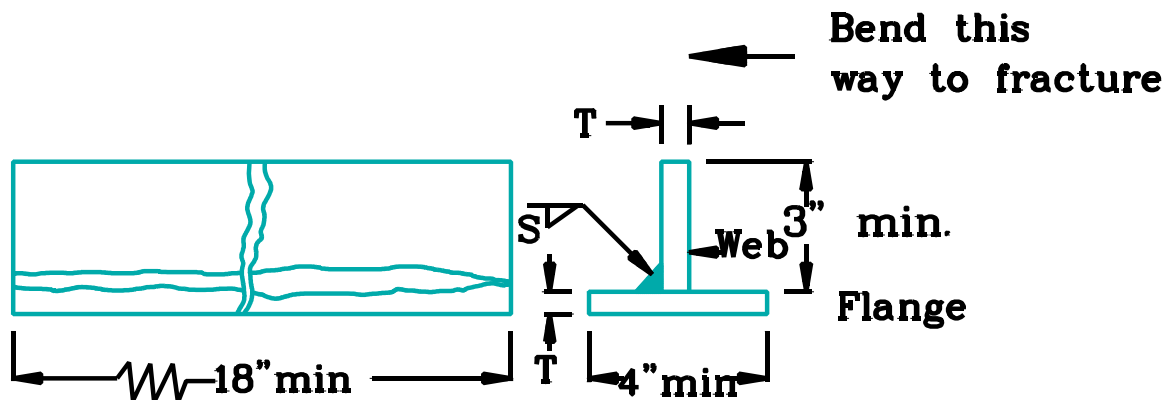 Bend this
way to fracture
T
S
3" min.
Web
Flange
T
18"min
4"min